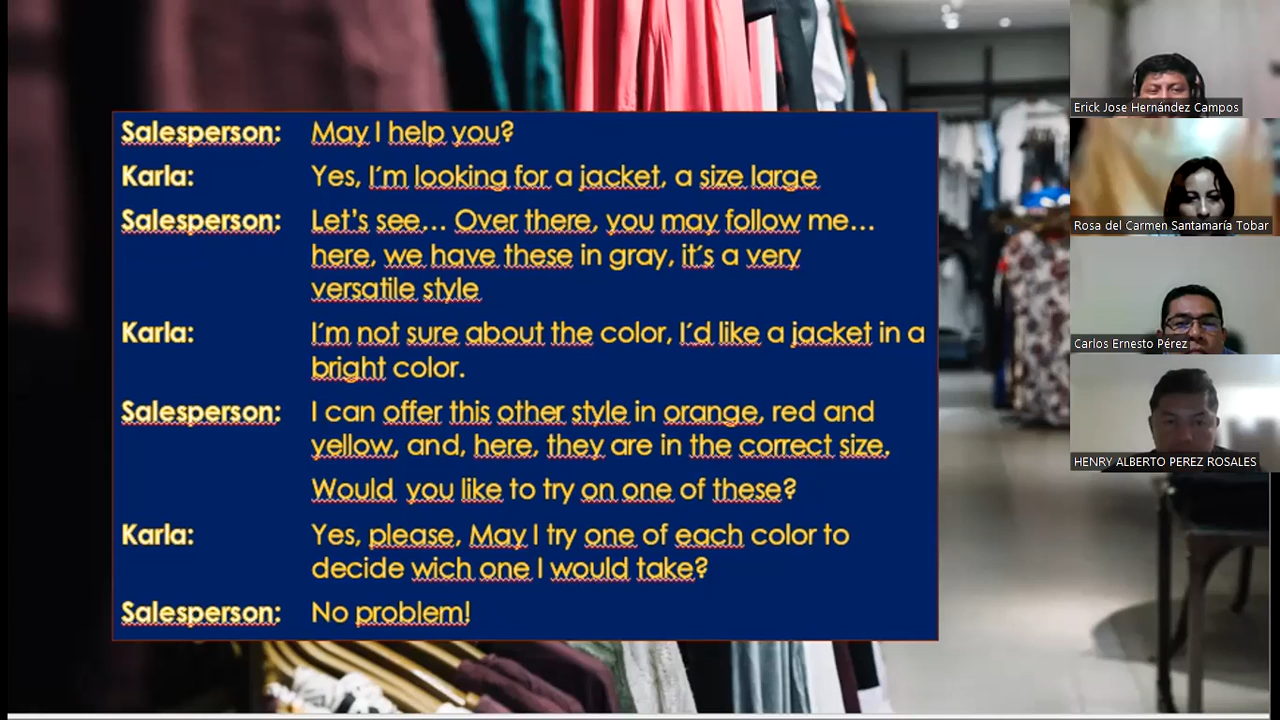 Salesperson: May I help you?
Karla: Yes, I´m looking for a jacket, a size large
Salesperson: Let's see... Over there, you may follow me...
here, we have these in gray, it´s a very
versatile style
Karla: I´m not sure about the color, I´d like a jacket in a
bright color.
Salesperson: I can offer this other style in orange, red and
yellow, and, here, they are in the correct size.
Would you like to try on one of these?
Karla: Yes, please, May I try one of each color to
decide wich one I would take?
Salesperson: No problem!
Erick Jose Hernández Campos
Rosa del Carmen Santamaría Tobar
Carlos Ernesto Pérez
HENRY ALBERTO PEREZ ROSALES